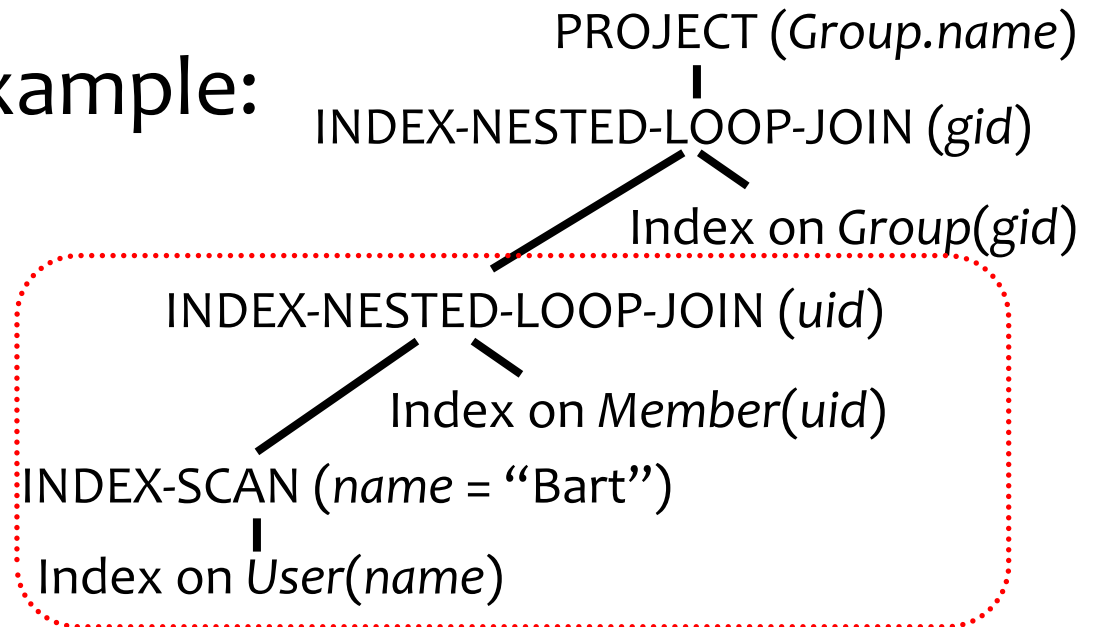 PROJECT (Group.name)
xample:
INDEX-NESTED-LOOP-JOIN (gid)
Index on Group(gid)
INDEX-NESTED-LOOP-JOIN (uid)
Index on Member(uid)
INDEX-SCAN (name = “Bart”)
Index on User(name)